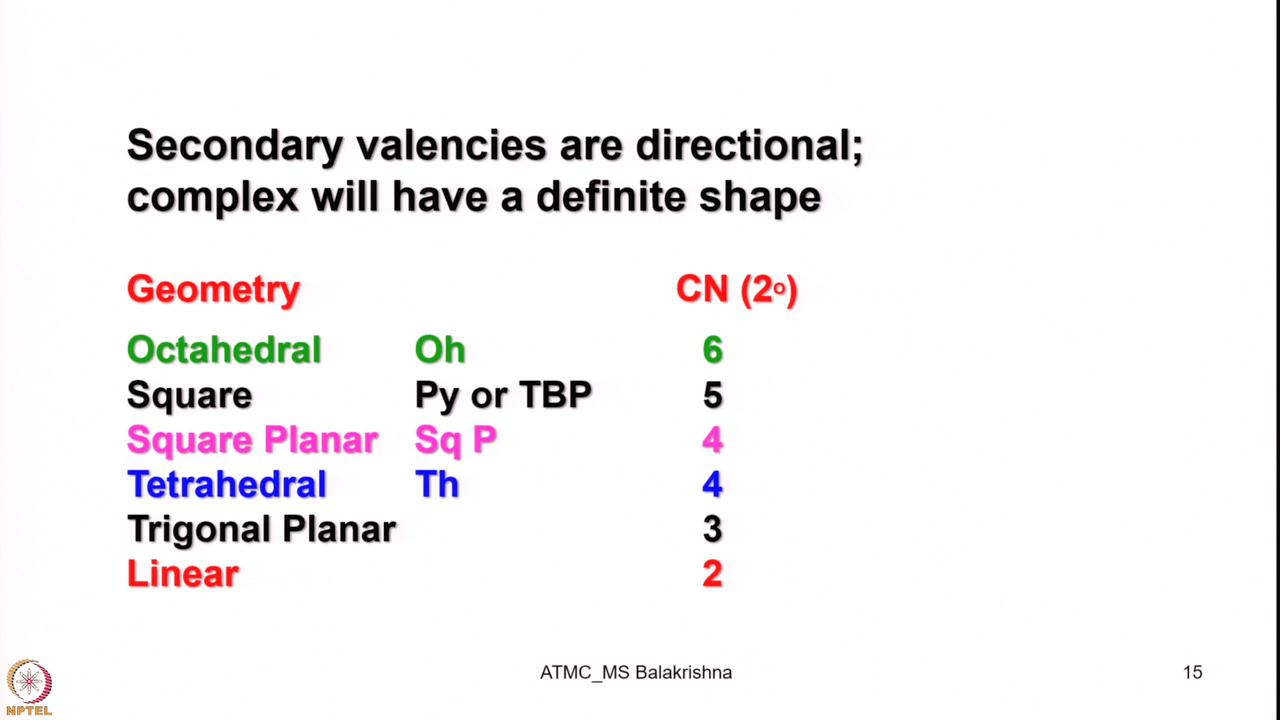 Secondary valencies are directional;
complex will have a definite shape
Geometry CN (2º)
Octahedral Oh 6
Square Py or TBP 5
Square Planar Sq P 4
Tetrahedral Th 4
Trigonal Planar 3
Linear 2
NPTEL
ATMC_MS Balakrishna 15